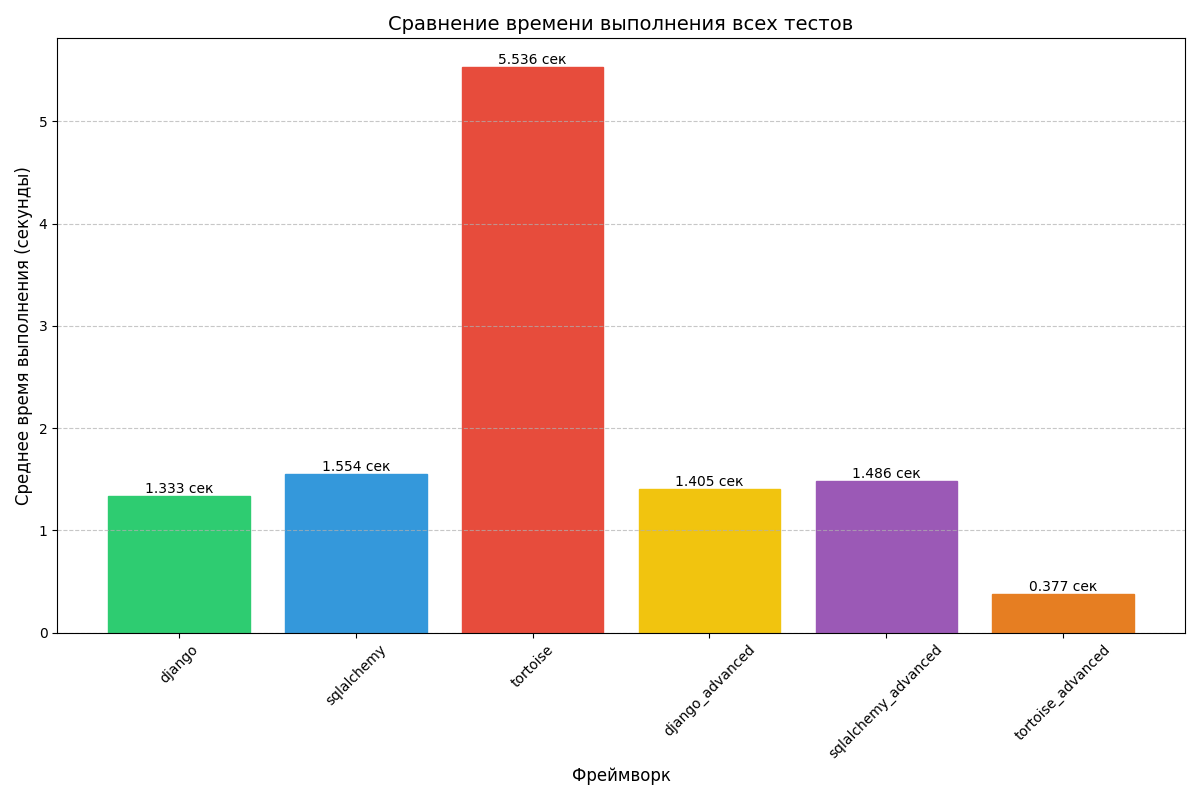 Сравнение времени выполнения всех тестов
Среднее время выполнения (секунды)
5
4
3
2
1
0
1.333 сек
1.554 сек
5.536 сек
1.405 сек
1.486 сек
0.377 сек
django
sqlalchemy
tortoise
django_advanced
sqlalchemy_advanced
tortoise_advanced
Фреймворк